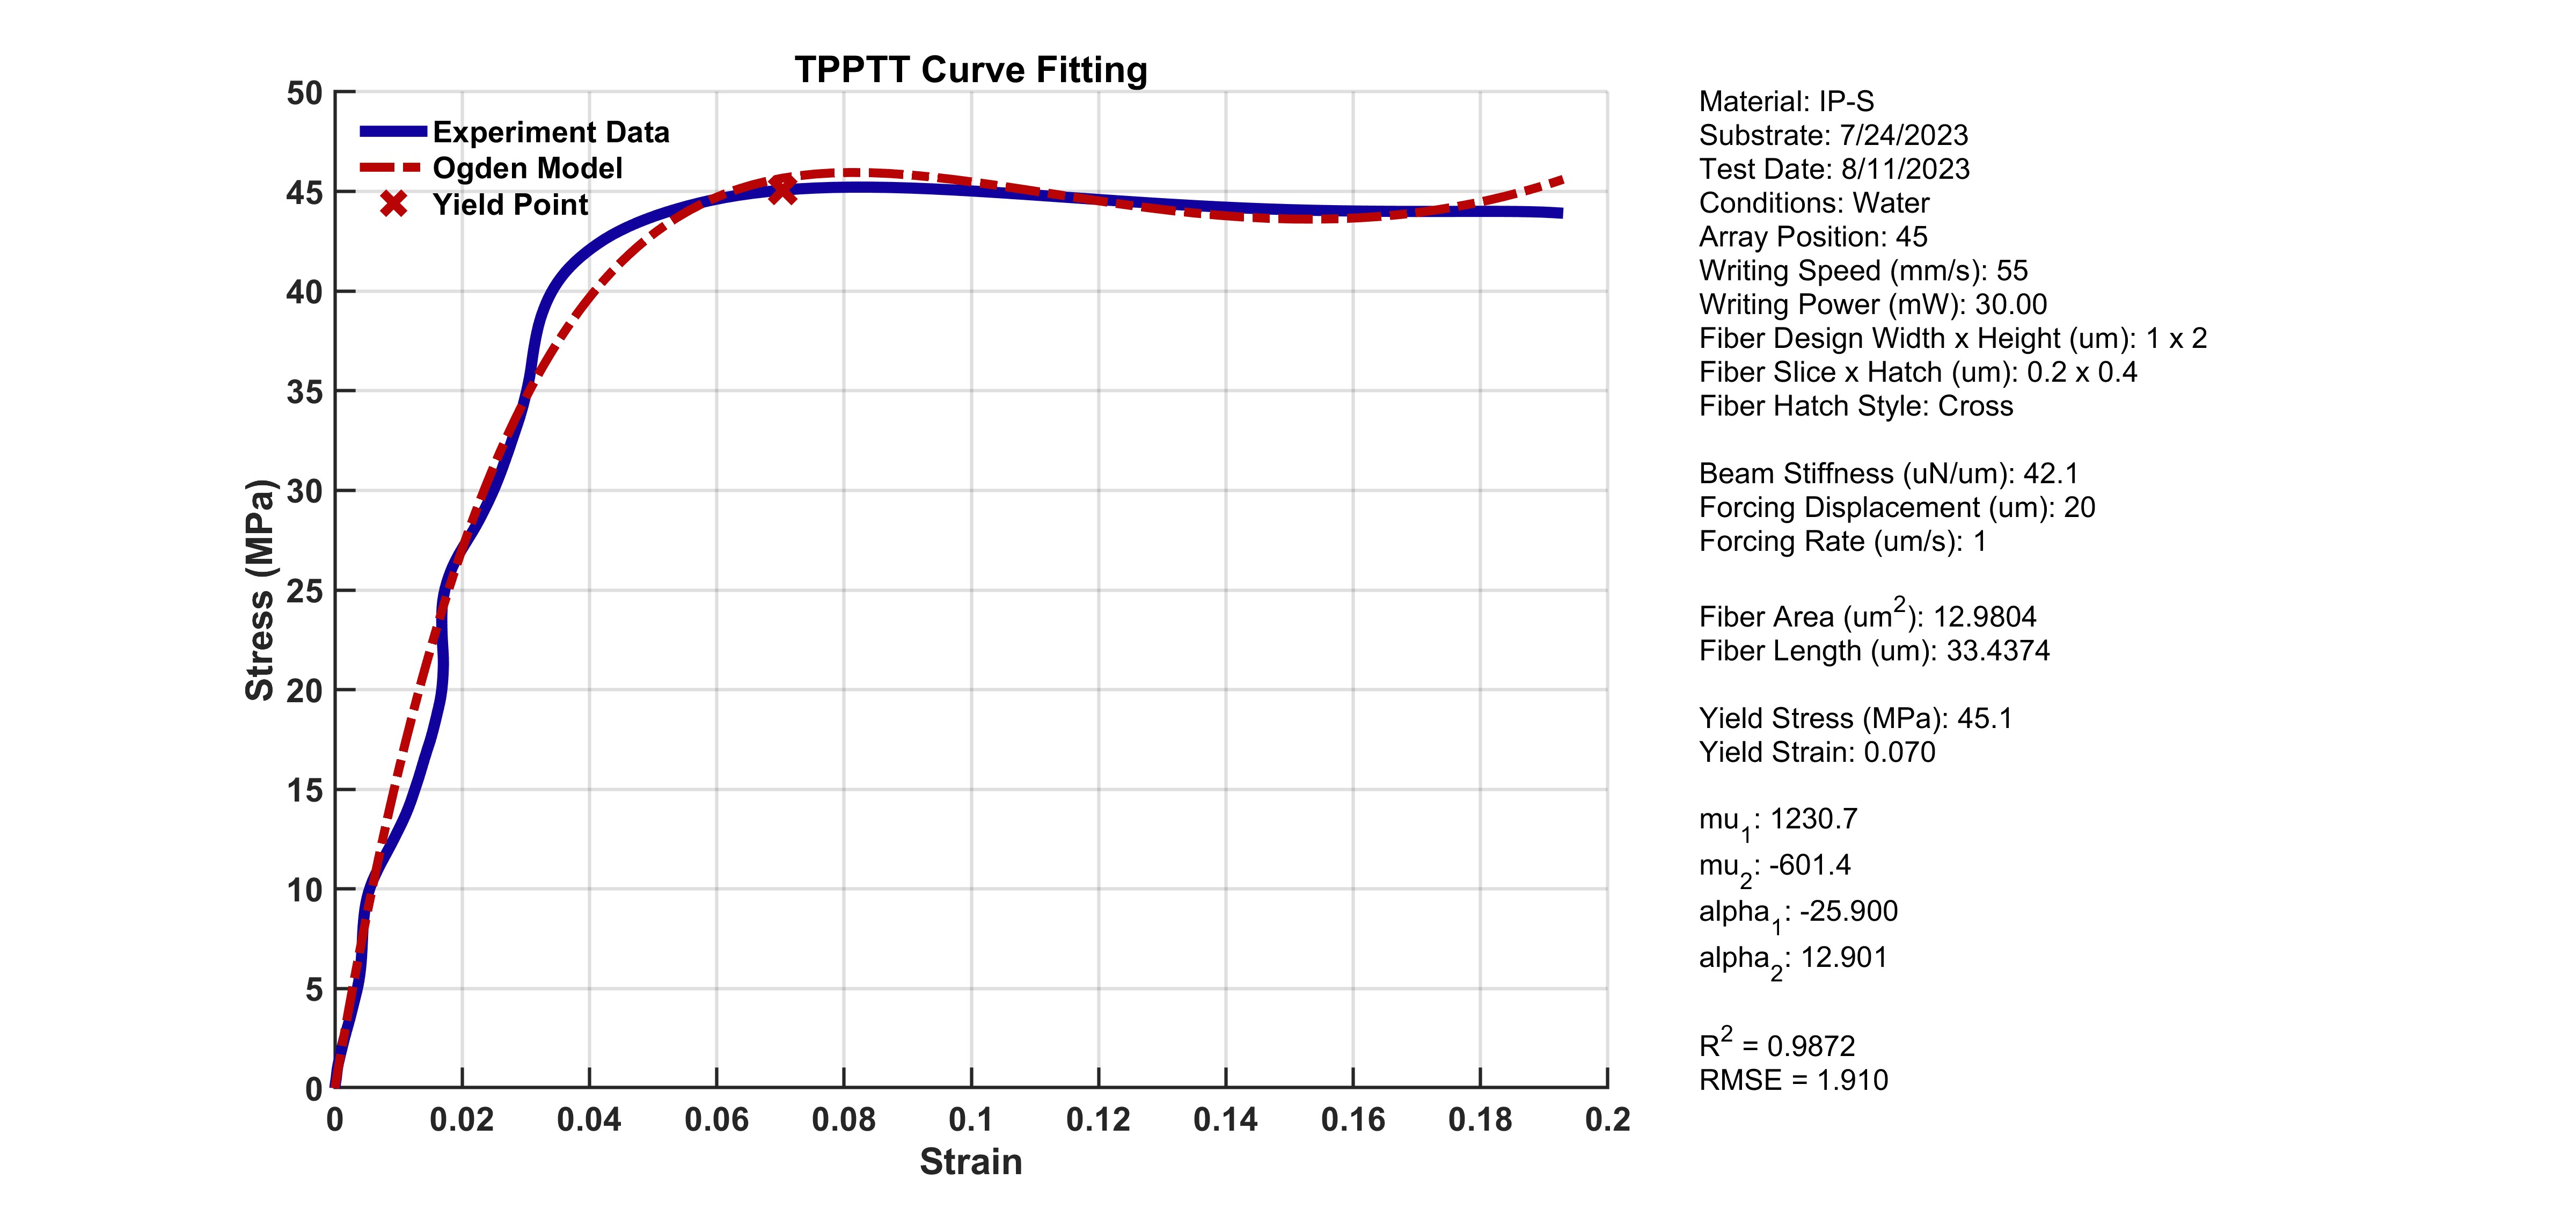 TPPTT Curve Fitting
50
45
40
35
30
25
20
15
10
5
0
Stress (MPa)
Experiment Data
Ogden Model
Yield Point
0 0.02 0.04 0.06 0.08 0.1 0.12 0.14 0.16 0.18 0.2
Strain
Material: IP-S
Substrate: 7/24/2023
Test Date: 8/11/2023
Conditions: Water
Array Position: 45
Writing Speed (mm/s): 55
Writing Power (mW): 30.00
Fiber Design Width x Height (um): 1 x 2
Fiber Slice x Hatch (um): 0.2 x 0.4
Fiber Hatch Style: Cross
Beam Stiffness (uN/um): 42.1
Forcing Displacement (um): 20
Forcing Rate (um/s): 1
Fiber Area (um²): 12.9804
Fiber Length (um): 33.4374
Yield Stress (MPa): 45.1
Yield Strain: 0.070
mu₁: 1230.7
mu₂: -601.4
alpha₁: -25.900
alpha₂: 12.901
R² = 0.9872
RMSE = 1.910